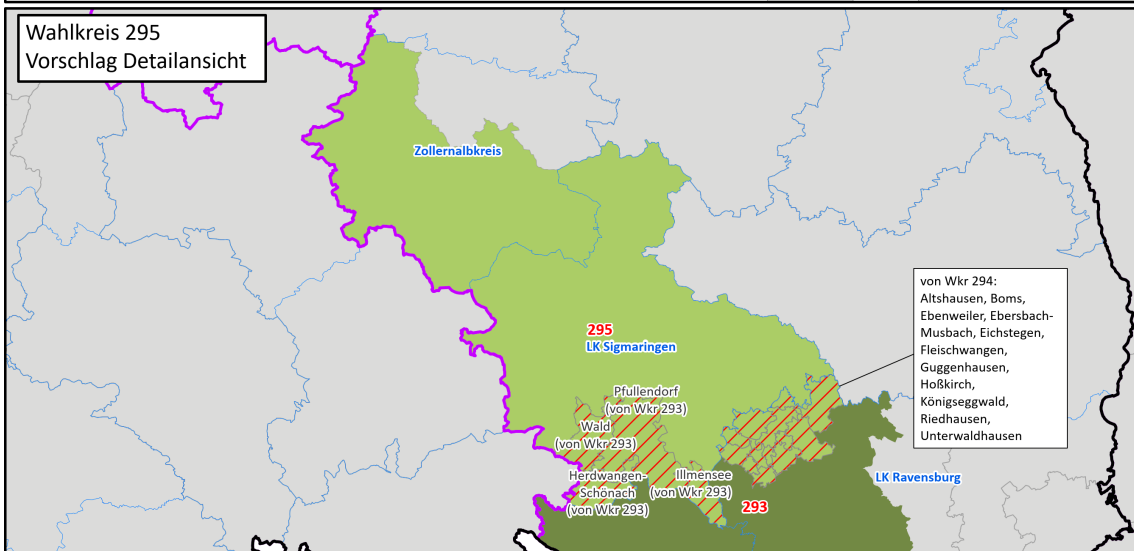 Wahlkreis 295
Vorschlag Detailansicht
Zollernalbkreis
295
LK Sigmaringen
von Wkr 294:
Altshausen, Boms,
Ebenweiler, Ebersbach-
Musbach, Eichstegen,
Fleischwangen,
Guggenhausen,
Hoßkirch,
Königseggwald,
Riedhausen,
Unterwaldhausen
Pfullendorf
(von Wkr 293)
Wald
(von Wkr 293)
Herdwangen-
Schönach
(von Wkr 293)
Illmensee
(von Wkr 293)
LK Ravensburg
293